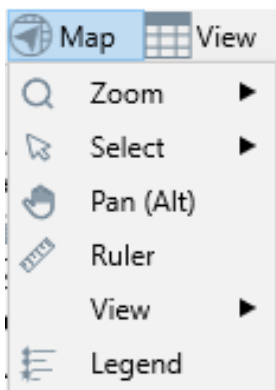 Map View
Zoom
Select
Pan (Alt)
Ruler
View
Legend